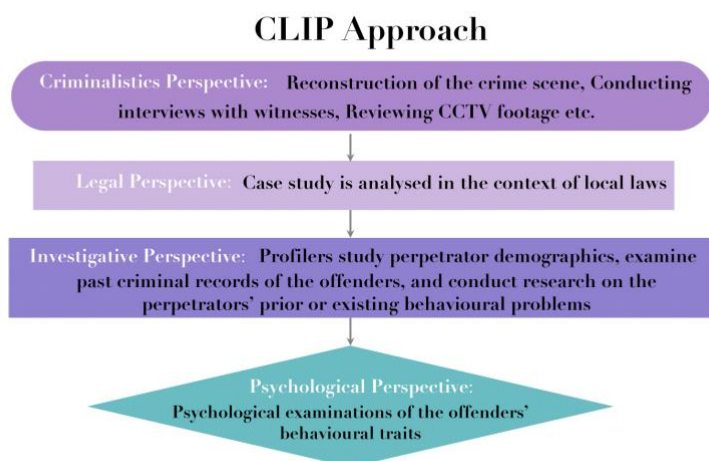 CLIP Approach
Criminalistics Perspective: Reconstruction of the crime scene, Conducting
interviews with witnesses, Reviewing CCTV footage etc.
Legal Perspective: Case study is analysed in the context of local laws
Investigative Perspective: Profilers study perpetrator demographics, examine
past criminal records of the offenders, and conduct research on the
perpetrators' prior or existing behavioural problems
Psychological Perspective:
Psychological examinations of the offenders'
behavioural traits